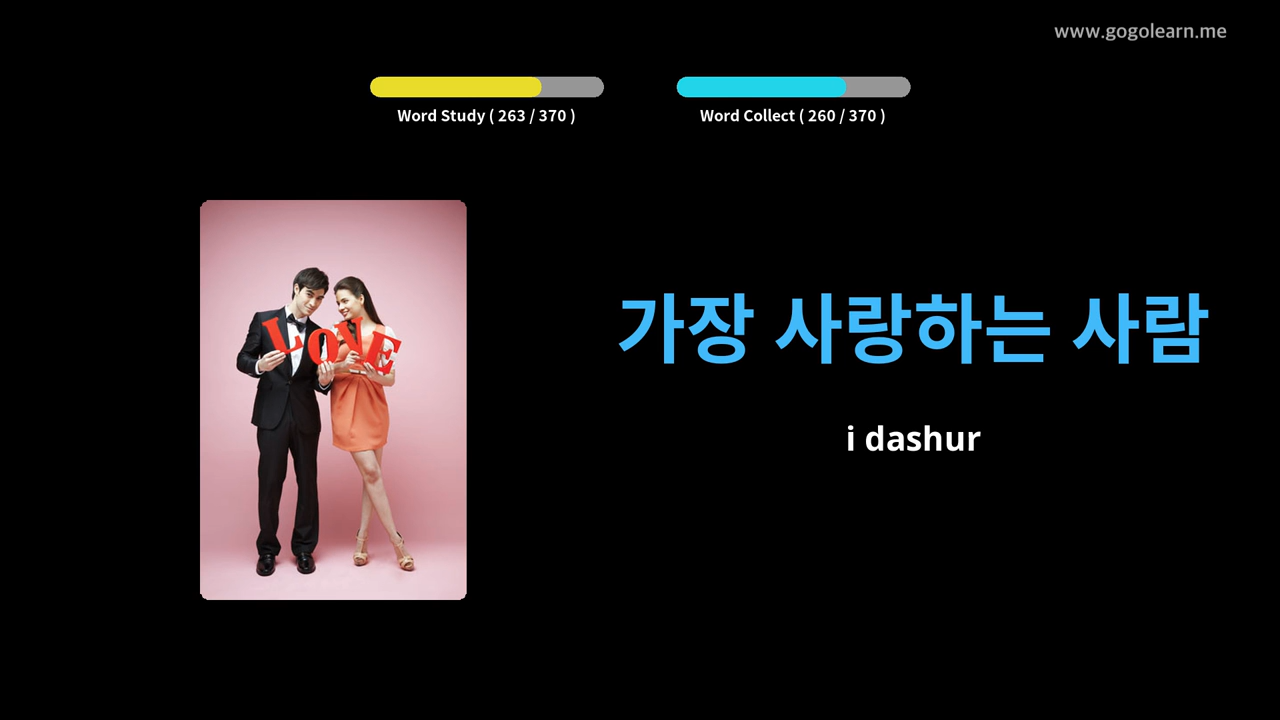 www.gogolearn.me
Word Study ( 263 / 370 )
Word Collect ( 260 / 370 )
LOVE
가장 사랑하는 사람
i dashur